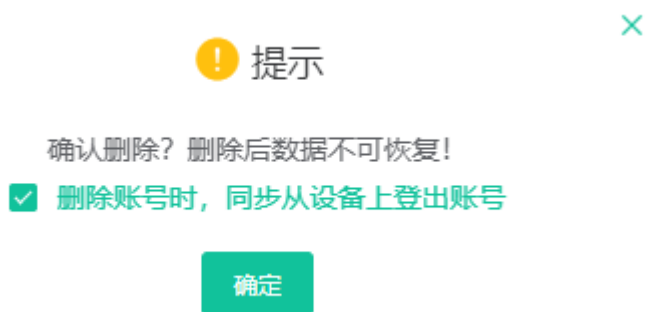 提示
确认删除？删除后数据不可恢复！
删除账号时，同步从设备上登出账号
确定